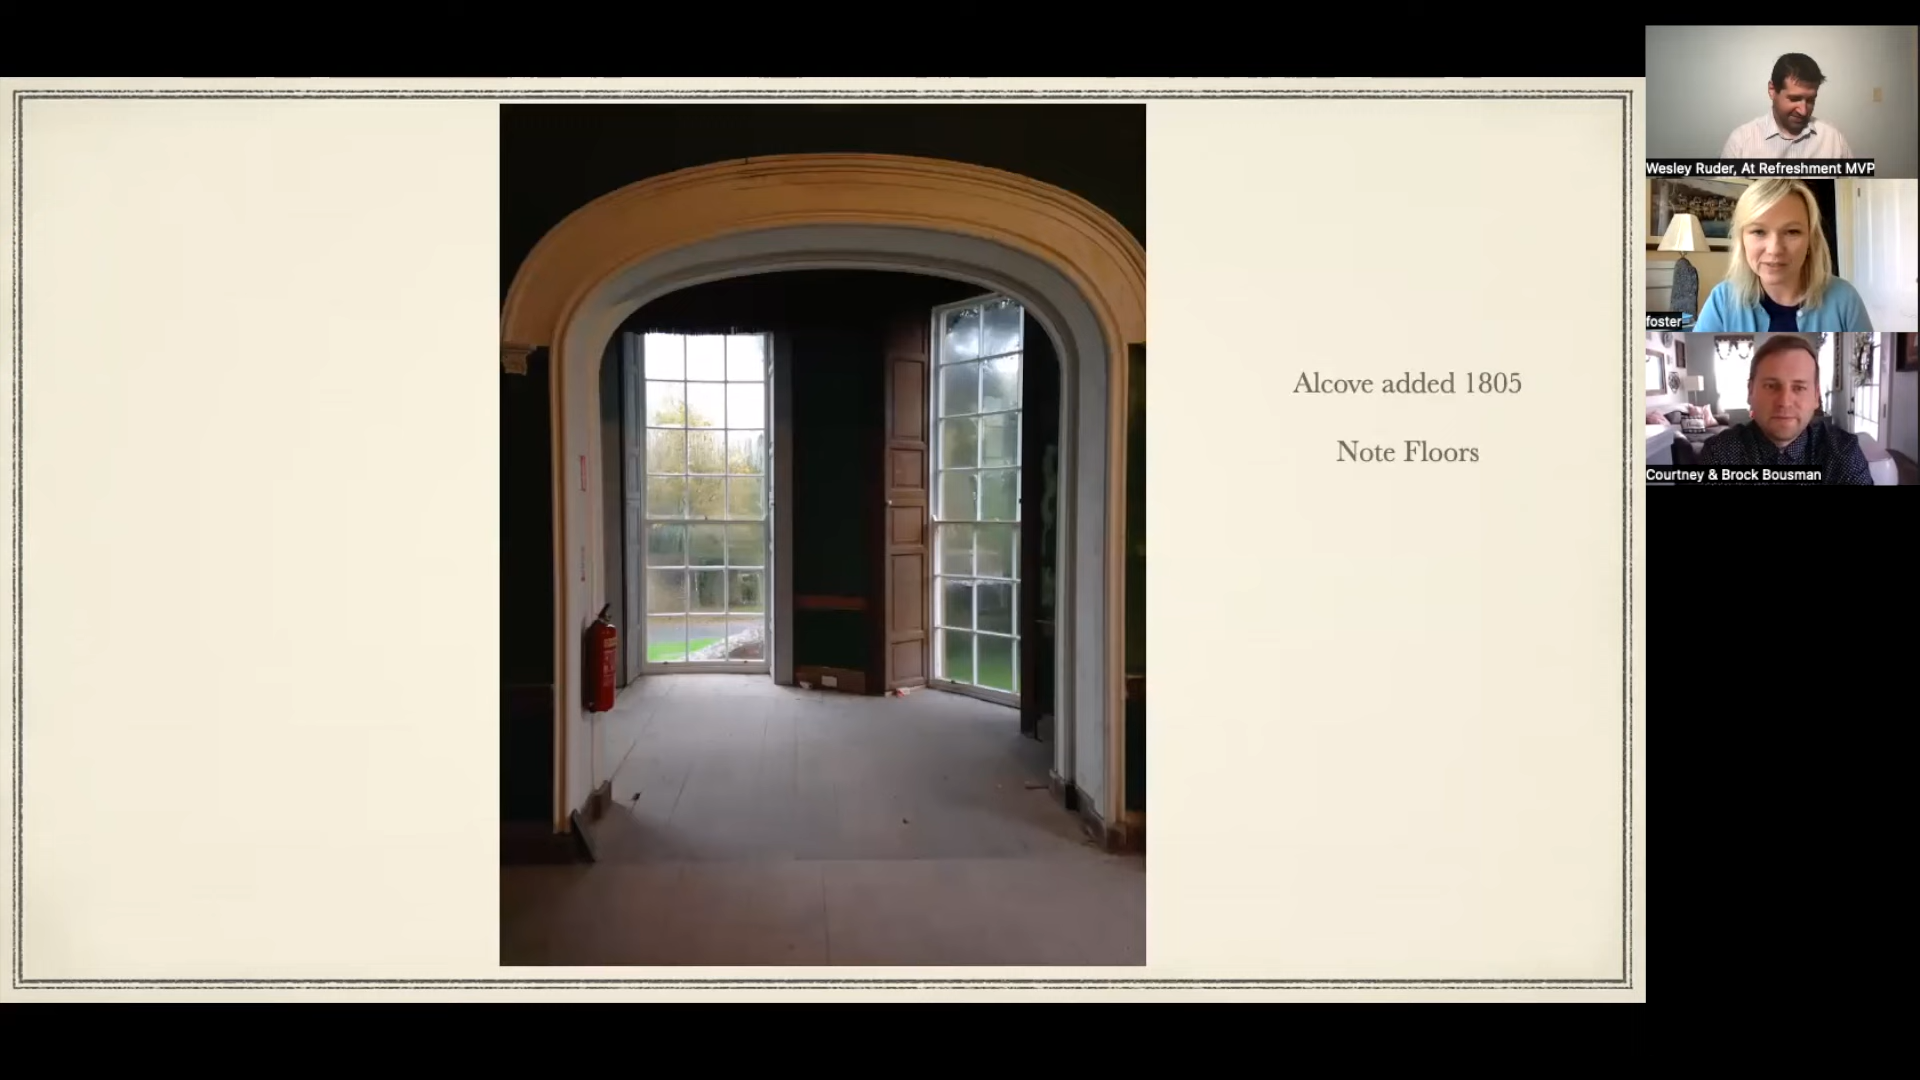 Alcove added 1805
Note Floors
Wesley Ruder, At Refreshment MVP
foster
Courtney & Brock Bousman